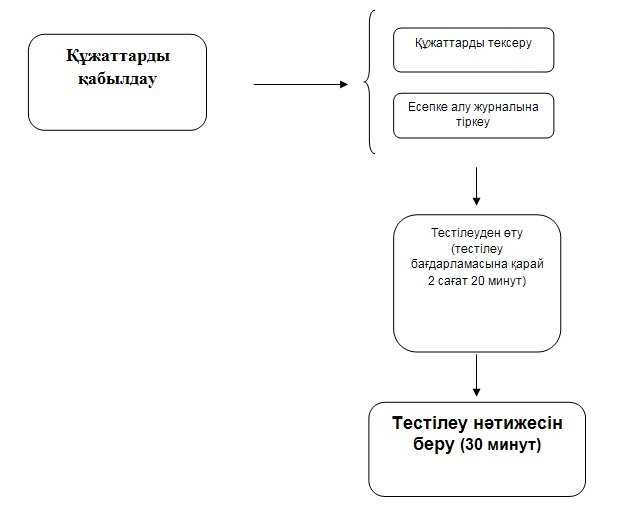 Құжаттарды
қабылдау
Құжаттарды тексеру
Есепке алу журналына
тіркеу
Тестілеуден өту
(тестілеу
бағдарламасына қарай
2 сағат 20 минут)
Тестілеу нәтижесін
беру (30 минут)